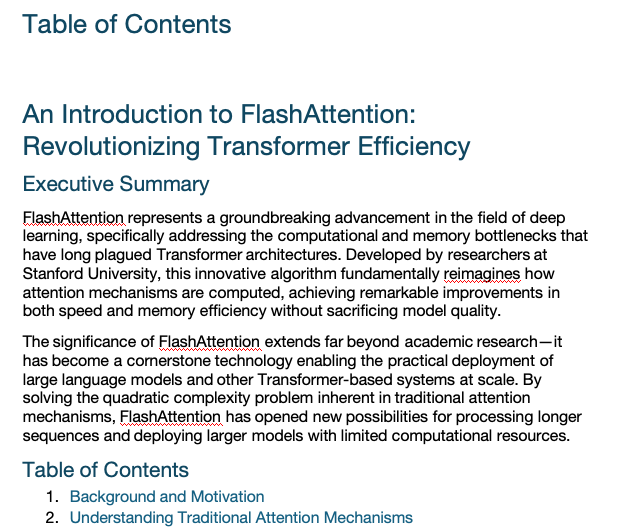 Table of Contents
An Introduction to FlashAttention:
Revolutionizing Transformer Efficiency
Executive Summary
FlashAttention represents a groundbreaking advancement in the field of deep
learning, specifically addressing the computational and memory bottlenecks that
have long plagued Transformer architectures. Developed by researchers at
Stanford University, this innovative algorithm fundamentally reimagines how
attention mechanisms are computed, achieving remarkable improvements in
both speed and memory efficiency without sacrificing model quality.
The significance of FlashAttention extends far beyond academic research—it
has become a cornerstone technology enabling the practical deployment of
large language models and other Transformer-based systems at scale. By
solving the quadratic complexity problem inherent in traditional attention
mechanisms, FlashAttention has opened new possibilities for processing longer
sequences and deploying larger models with limited computational resources.
Table of Contents
1. Background and Motivation
2. Understanding Traditional Attention Mechanisms